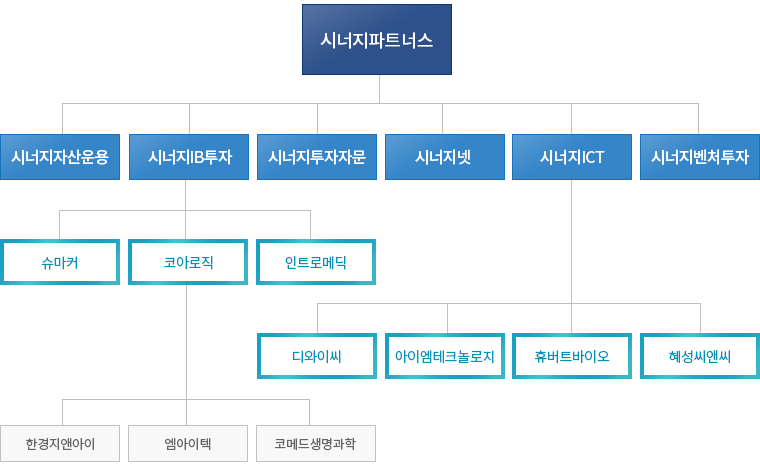 시너지파트너스
시너지자산운용
시너지IB투자
시너지투자자문
시너지넷
시너지ICT
시너지벤처투자
슈마커
코아로직
인트로메딕
디와이씨
아이엠테크놀로지
휴버트바이오
혜성씨앤씨
한경지앤아이
엠아이텍
코메드생명과학